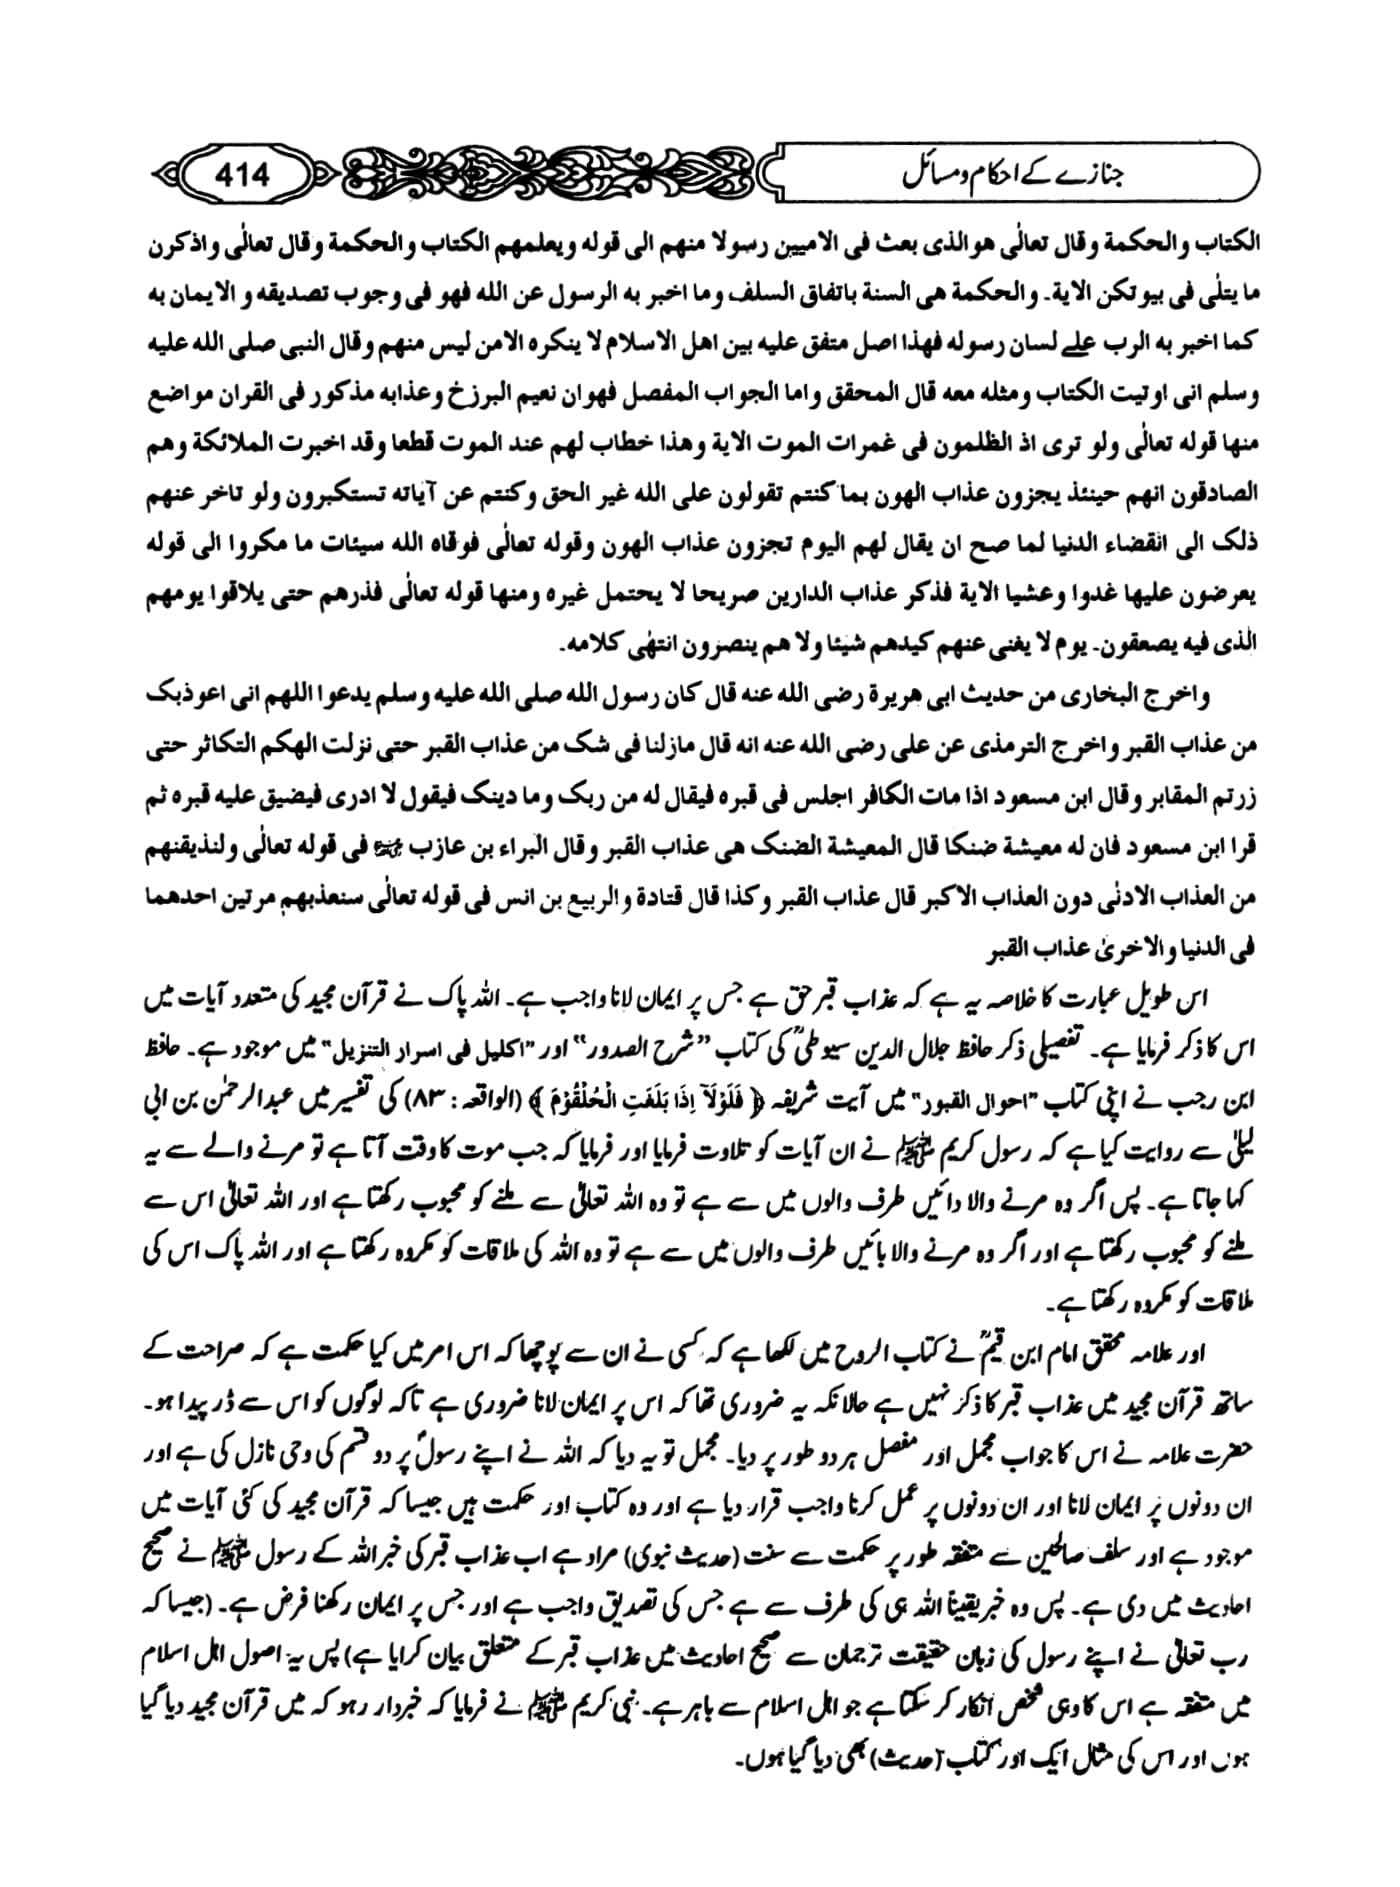 جنازے کے احکام و مسائل
414
الکتاب والحکمة وقال تعالٰی هوالذی بعث فی الامیین رسولا منهم الی قوله ویعلمهم الکتاب والحکمة وقال تعالٰی واذکرن
ما یتلٰی فی بیوتکن الایة۔ والحکمة هی السنة باتفاق السلف وما اخبر به الرسول عن الله فهو فی وجوب تصدیقه والایمان به
کما اخبر به الرب علے لسان رسوله فهذا اصل متفق علیه بین اهل الاسلام لا ینکره الامن لیس منهم وقال النبی صلی الله علیه
وسلم انی اوتیت الکتاب ومثله معه قال المحقق واما الجواب المفصل فهوان نعیم البرزخ وعذابه مذکور فی القران مواضع
منها قوله تعالٰی ولو تری اذ الظلمون فی غمرات الموت الایة وهذا خطاب لهم عند الموت قطعا وقد اخبرت الملائکة وهم
الصادقون انهم حینئذ یجزون عذاب الهون بما کنتم تقولون علی الله غیر الحق وکنتم عن آیاته تستکبرون ولو تاخر عنهم
ذلک الی انقضاء الدنیا لما صح ان یقال لهم الیوم تجزون عذاب الهون وقوله تعالٰی فوقاه الله سیئات ما مکروا الی قوله
یعرضون علیها غدوا وعشیا الایة فذکر عذاب الدارین صریحا لا یحتمل غیره ومنها قوله تعالٰی فذرهم حتی یلاقوا یومهم
الذی فیه یصعقون۔ یوم لا یغنی عنهم کیدهم شیئا ولا هم ینصرون انتهٰی کلامه۔
واخرج البخاری من حدیث ابی هریرة رضی الله عنه قال کان رسول الله صلی الله علیه وسلم یدعوا اللهم انی اعوذبک
من عذاب القبر واخرج الترمذی عن علی رضی الله عنه انه قال مازلنا فی شک من عذاب القبر حتی نزلت الهکم التکاثر حتی
زرتم المقابر وقال ابن مسعود اذا مات الکافر اجلس فی قبره فیقال له من ربک وما دینک فیقول لا ادری فیضیق علیه قبره ثم
قرا ابن مسعود فان له معیشة ضنکا قال المعیشة الضنک هی عذاب القبر وقال البراء بن عازب فی قوله تعالٰی ولنذیقنهم
من العذاب الادنٰی دون العذاب الاکبر قال عذاب القبر وکذا قال قتادة والربیع بن انس فی قوله تعالٰی سنعذبهم مرتین احدهما
فی الدنیا والاخریٰ عذاب القبر
اس طویل عبارت کا خلاصہ یہ ہے کہ عذاب قبر حق ہے جس پر ایمان لانا واجب ہے۔ اللہ پاک نے قرآن مجید کی متعدد آیات میں
اس کا ذکر فرمایا ہے۔ تفصیلی ذکر حافظ جلال الدین سیوطیؒ کی کتاب ”شرح الصدور“ اور ”اکلیل فی اسرار التنزیل“ میں موجود ہے۔ حافظ
ابن رجب نے اپنی کتاب ”احوال القبور“ میں آیت شریفہ ﴿ فَلَوْلَآ اِذَا بَلَغَتِ الْحُلْقُوْمَ ﴾ (الواقعہ : ٨٣) کی تفسیر میں عبدالرحمٰن بن ابی
لیلٰی سے روایت کیا ہے کہ رسول کریم ﷺ نے ان آیات کو تلاوت فرمایا اور فرمایا کہ جب موت کا وقت آتا ہے تو مرنے والے سے یہ
کہا جاتا ہے۔ پس اگر وہ مرنے والا دائیں طرف والوں میں سے ہے تو وہ اللہ تعالیٰ سے ملنے کو محبوب رکھتا ہے اور اللہ تعالیٰ اس سے
ملنے کو محبوب رکھتا ہے اور اگر وہ مرنے والا بائیں طرف والوں میں سے ہے تو وہ اللہ کی ملاقات کو مکروہ رکھتا ہے اور اللہ پاک اس کی
ملاقات کو مکروہ رکھتا ہے۔
اور علامہ محقق امام ابن قیمؒ نے کتاب الروح میں لکھا ہے کہ کسی نے ان سے پوچھا کہ اس امر میں کیا حکمت ہے کہ صراحت کے
ساتھ قرآن مجید میں عذاب قبر کا ذکر نہیں ہے حالانکہ یہ ضروری تھا کہ اس پر ایمان لانا ضروری ہے تاکہ لوگوں کو اس سے ڈر پیدا ہو۔
حضرت علامہ نے اس کا جواب مجمل اور مفصل ہر دو طور پر دیا۔ مجمل تو یہ دیا کہ اللہ نے اپنے رسولؐ پر دو قسم کی وحی نازل کی ہے اور
ان دونوں پر ایمان لانا اور ان دونوں پر عمل کرنا واجب قرار دیا ہے اور وہ کتاب اور حکمت ہیں جیسا کہ قرآن مجید کی کئی آیات میں
موجود ہے اور سلف صالحین سے متفقہ طور پر حکمت سے سنت (حدیث نبوی) مراد ہے اب عذاب قبر کی خبر اللہ کے رسول ﷺ نے صحیح
احادیث میں دی ہے۔ پس وہ خبر یقیناً اللہ ہی کی طرف سے ہے جس کی تصدیق واجب ہے اور جس پر ایمان رکھنا فرض ہے۔ (جیسا کہ
رب تعالیٰ نے اپنے رسول کی زبان حقیقت ترجمان سے صحیح احادیث میں عذاب قبر کے متعلق بیان کرایا ہے) پس یہ اصول اہل اسلام
میں متفقہ ہے اس کا وہی شخص انکار کر سکتا ہے جو اہل اسلام سے باہر ہے۔ نبی کریم ﷺ نے فرمایا کہ خبردار رہو کہ میں قرآن مجید دیا گیا
ہوں اور اس کی مثال ایک اور کتاب (حدیث) بھی دیا گیا ہوں۔